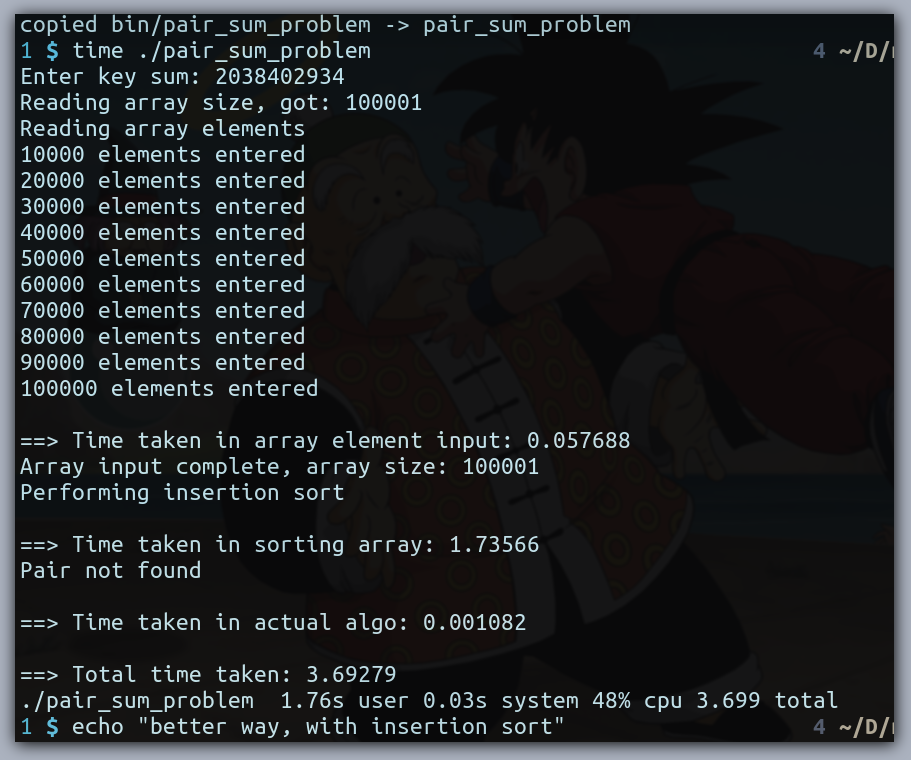 copied bin/pair_sum_problem -> pair_sum_problem
1 $ time ./pair_sum_problem 4 ~/D/
Enter key sum: 2038402934
Reading array size, got: 100001
Reading array elements
10000 elements entered
20000 elements entered
30000 elements entered
40000 elements entered
50000 elements entered
60000 elements entered
70000 elements entered
80000 elements entered
90000 elements entered
100000 elements entered
==> Time taken in array element input: 0.057688
Array input complete, array size: 100001
Performing insertion sort
==> Time taken in sorting array: 1.73566
Pair not found
==> Time taken in actual algo: 0.001082
==> Total time taken: 3.69279
./pair_sum_problem  1.76s user 0.03s system 48% cpu 3.699 total
1 $ echo "better way, with insertion sort" 4 ~/D/